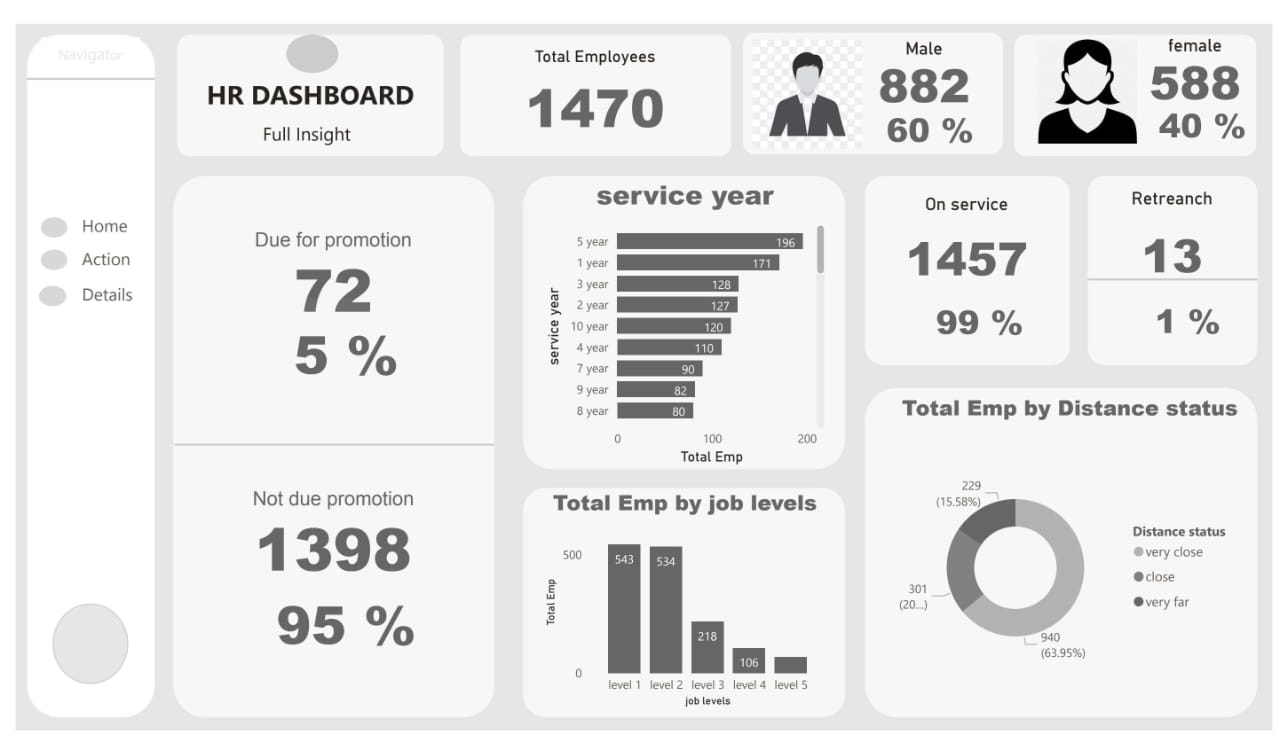 Navigator
Home
Action
Details
HR DASHBOARD
Full Insight
Total Employees
1470
Male
882
60 %
female
588
40 %
Due for promotion
72
5 %
Not due promotion
1398
95 %
service year
service year
5 year 196
1 year 171
3 year 128
2 year 127
10 year 120
4 year 110
7 year 90
9 year 82
8 year 80
0 100 200
Total Emp
Total Emp by job levels
Total Emp
500
0
543 534 218 106
level 1 level 2 level 3 level 4 level 5
job levels
On service
1457
99 %
Retreanch
13
1 %
Total Emp by Distance status
229
(15.58%)
301
(20...)
940
(63.95%)
Distance status
very close
close
very far